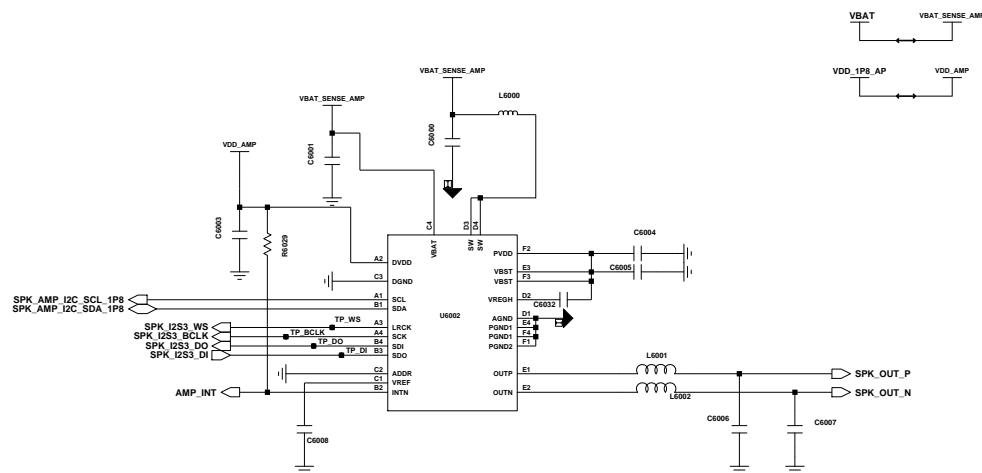 VBAT
VBAT_SENSE_AMP
VDD_1P8_AP
VDD_AMP
VBAT_SENSE_AMP
L6000
VBAT_SENSE_AMP
C6000
C6001
VDD_AMP
C6003
R6029
C4
D3
D4
VBAT
SW
SW
A2 DVDD
C3 DGND
SPK_AMP_I2C_SCL_1P8 A1 SCL
SPK_AMP_I2C_SDA_1P8 B1 SDA
SPK_I2S3_WS TP_WS A3 LRCK
SPK_I2S3_BCLK TP_BCLK A4 SCK
SPK_I2S3_DO TP_DO B4 SDI
SPK_I2S3_DI TP_DI B3 SDO
C2 ADDR
C1 VREF
AMP_INT B2 INTN
U6002
PVDD F2 C6004
VBST E3 C6005
VBST F3
VREGH D2 C6032
AGND D1
PGND1 E4
PGND1 F4
PGND2 F1
OUTP E1 L6001 SPK_OUT_P
OUTN E2 L6002 SPK_OUT_N
C6006
C6007
C6008